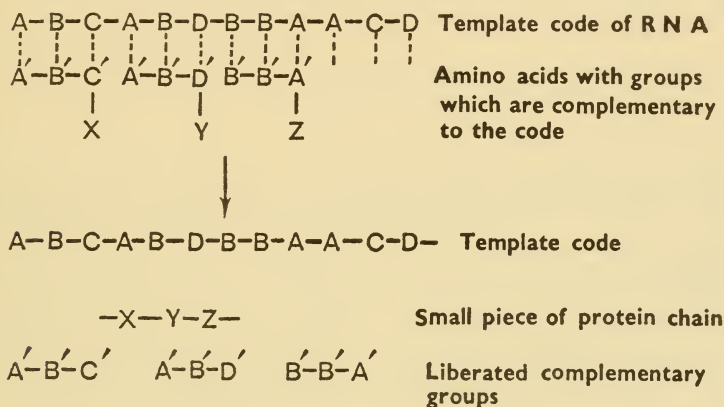 A-B-C-A-B-D-B-B-A-A-C-D Template code of RNA
A'-B'-C' A'-B'-D' B'-B'-A' Amino acids with groups
which are complementary
X Y Z to the code
A-B-C-A-B-D-B-B-A-A-C-D- Template code
-X-Y-Z- Small piece of protein chain
A'-B'-C' A'-B'-D' B'-B'-A' Liberated complementary
groups